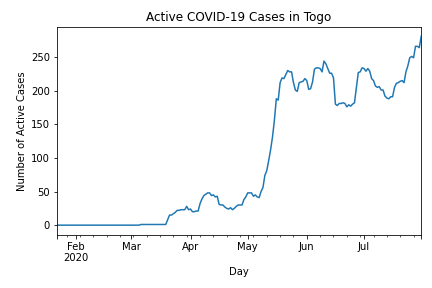 Active COVID-19 Cases in Togo
Number of Active Cases
250
200
150
100
50
0
Feb Mar Apr May Jun Jul
2020
Day